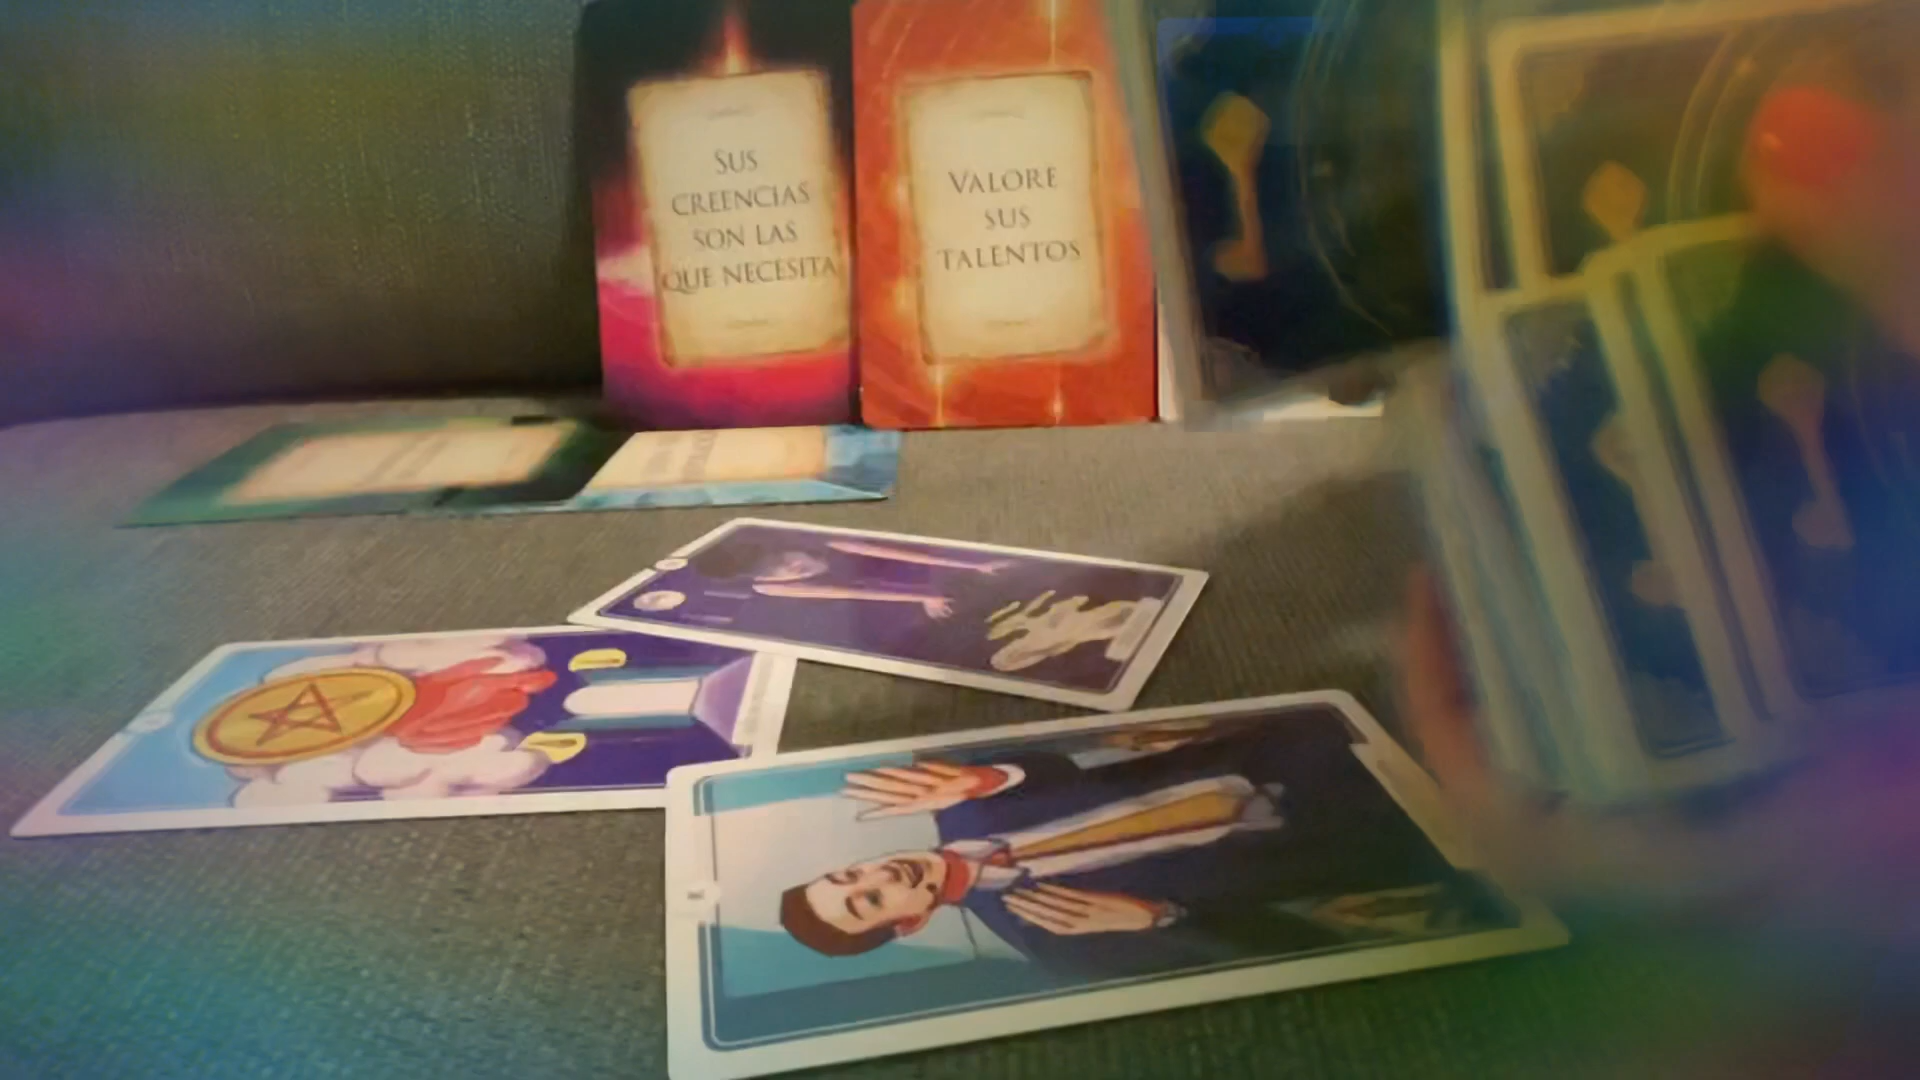 SUS
CREENCIAS
SON LAS
QUE NECESITA
VALORE
SUS
TALENTOS